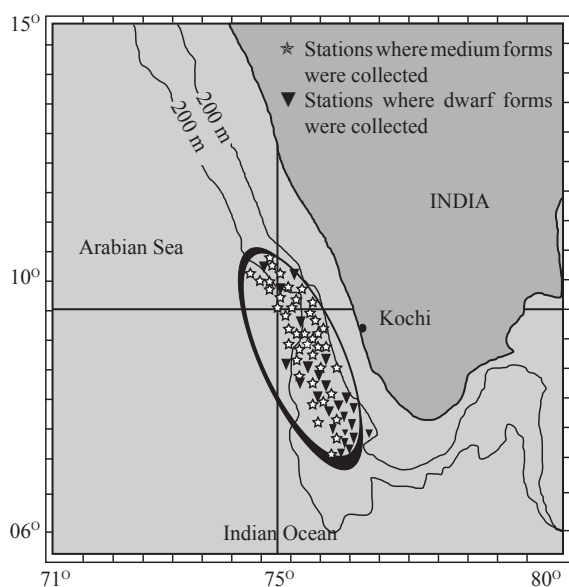 15°
☆ Stations where medium forms
were collected
▼ Stations where dwarf forms
were collected
200 m
200 m
INDIA
Arabian Sea
10°
Kochi
06°
Indian Ocean
71° 75° 80°